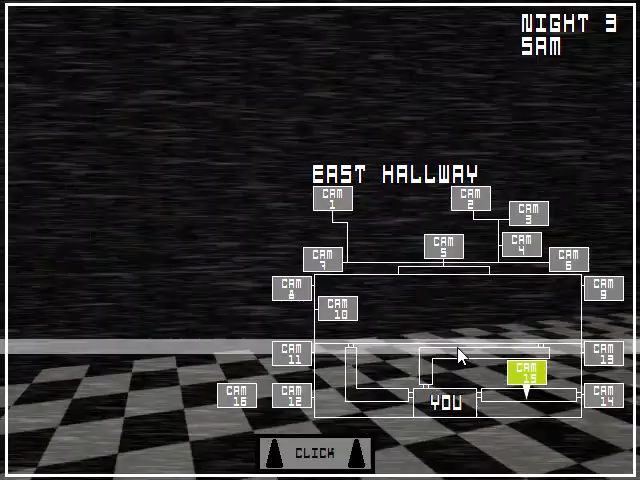 NIGHT 3
5AM
EAST HALLWAY
CAM 1
CAM 2
CAM 3
CAM 4
CAM 5
CAM 7
CAM 6
CAM 8
CAM 9
CAM 10
CAM 11
CAM 13
CAM 15
CAM 16
CAM 12
YOU
CAM 14
CLICK